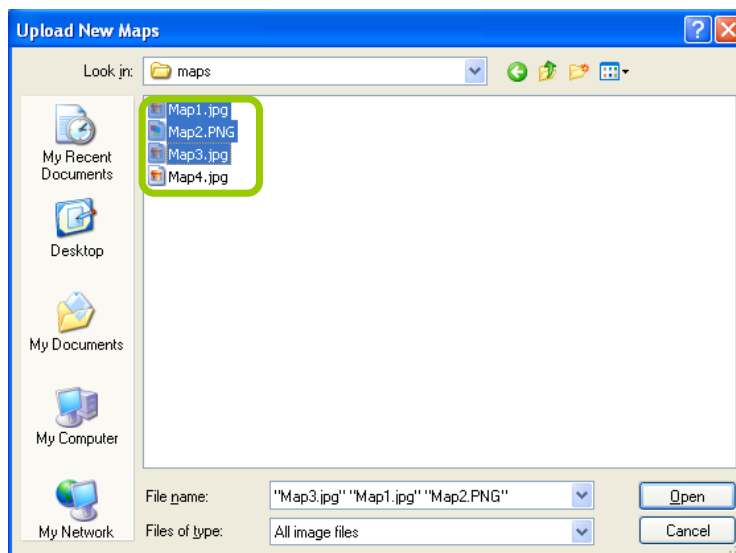 Upload New Maps
Look in: maps
Map1.jpg
Map2.PNG
Map3.jpg
Map4.jpg
My Recent
Documents
Desktop
My Documents
My Computer
My Network
File name: "Map3.jpg" "Map1.jpg" "Map2.PNG" Open
Files of type: All image files Cancel